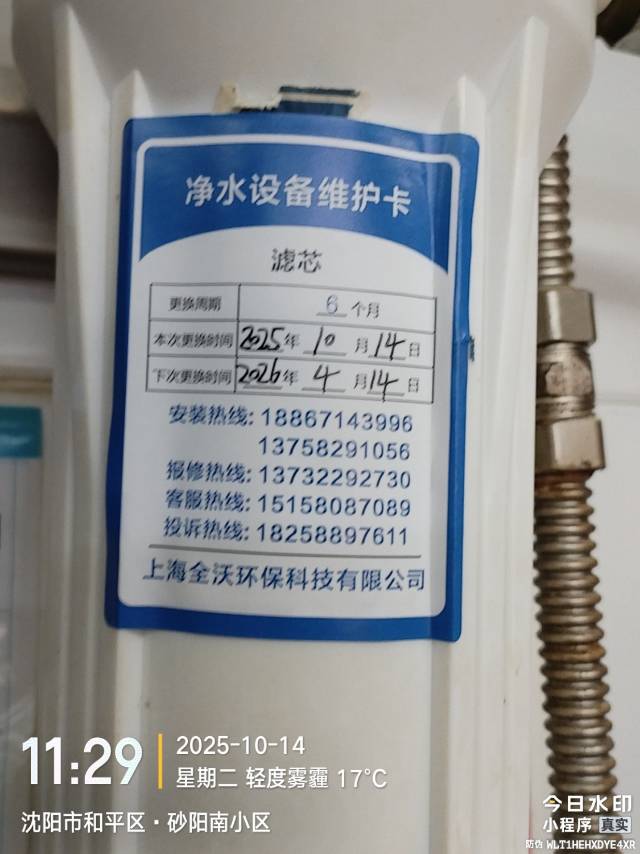 净水设备维护卡
滤芯
更换周期 6 个月
本次更换时间 2025年 10 月 14 日
下次更换时间 2026年 4 月 14 日
安装热线: 18867143996
13758291056
报修热线: 13732292730
客服热线: 15158087089
投诉热线: 18258897611
上海全沃环保科技有限公司
11:29
2025-10-14
星期二 轻度雾霾 17°C
沈阳市和平区·砂阳南小区
今日水印
小程序 真实
防伪 WLT1HEHXDYE4XR